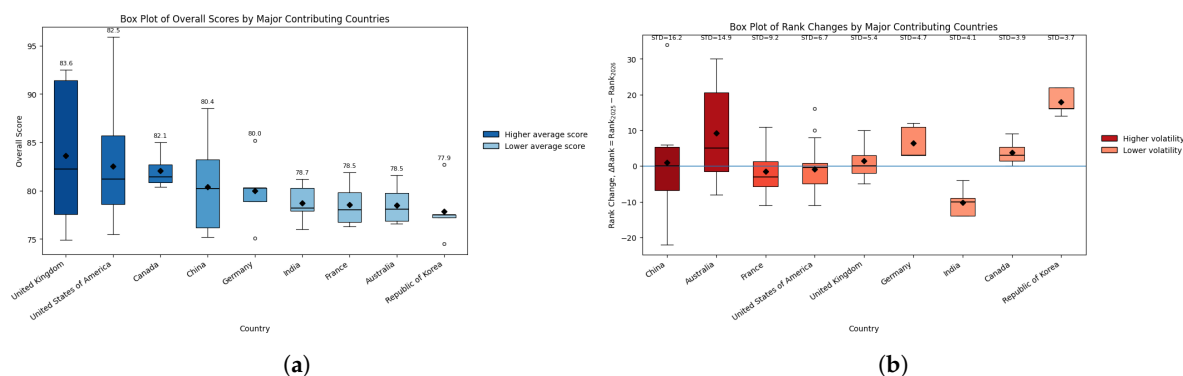 Box Plot of Overall Scores by Major Contributing Countries
Overall Score
95
90
85
80
75
83.6
82.5
82.1
80.4
80.0
78.7
78.5
78.5
77.9
United Kingdom
United States of America
Canada
China
Germany
India
France
Australia
Republic of Korea
Country
Higher average score
Lower average score
(a)
Box Plot of Rank Changes by Major Contributing Countries
Rank Change, ΔRank = Rank2025 − Rank2026
30
20
10
0
−10
−20
STD=16.2
STD=14.9
STD=9.2
STD=6.7
STD=5.4
STD=4.7
STD=4.1
STD=3.9
STD=3.7
China
Australia
France
United States of America
United Kingdom
Germany
India
Canada
Republic of Korea
Country
Higher volatility
Lower volatility
(b)